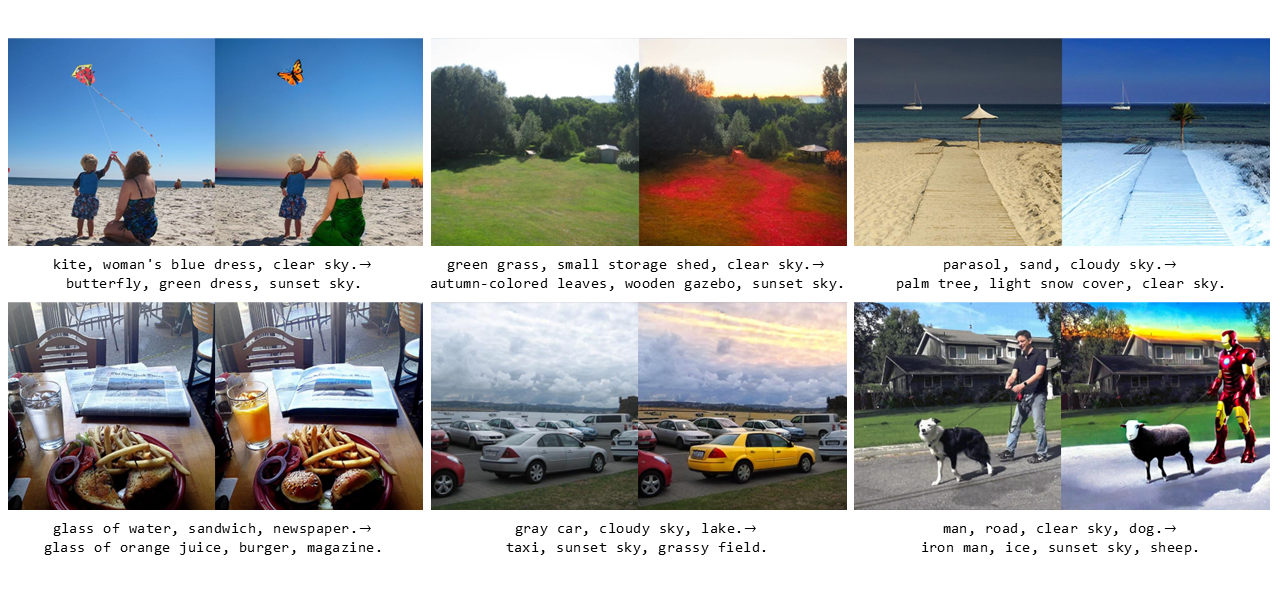 kite, woman's blue dress, clear sky.→
butterfly, green dress, sunset sky.
green grass, small storage shed, clear sky.→
autumn-colored leaves, wooden gazebo, sunset sky.
parasol, sand, cloudy sky.→
palm tree, light snow cover, clear sky.
glass of water, sandwich, newspaper.→
glass of orange juice, burger, magazine.
gray car, cloudy sky, lake.→
taxi, sunset sky, grassy field.
man, road, clear sky, dog.→
iron man, ice, sunset sky, sheep.